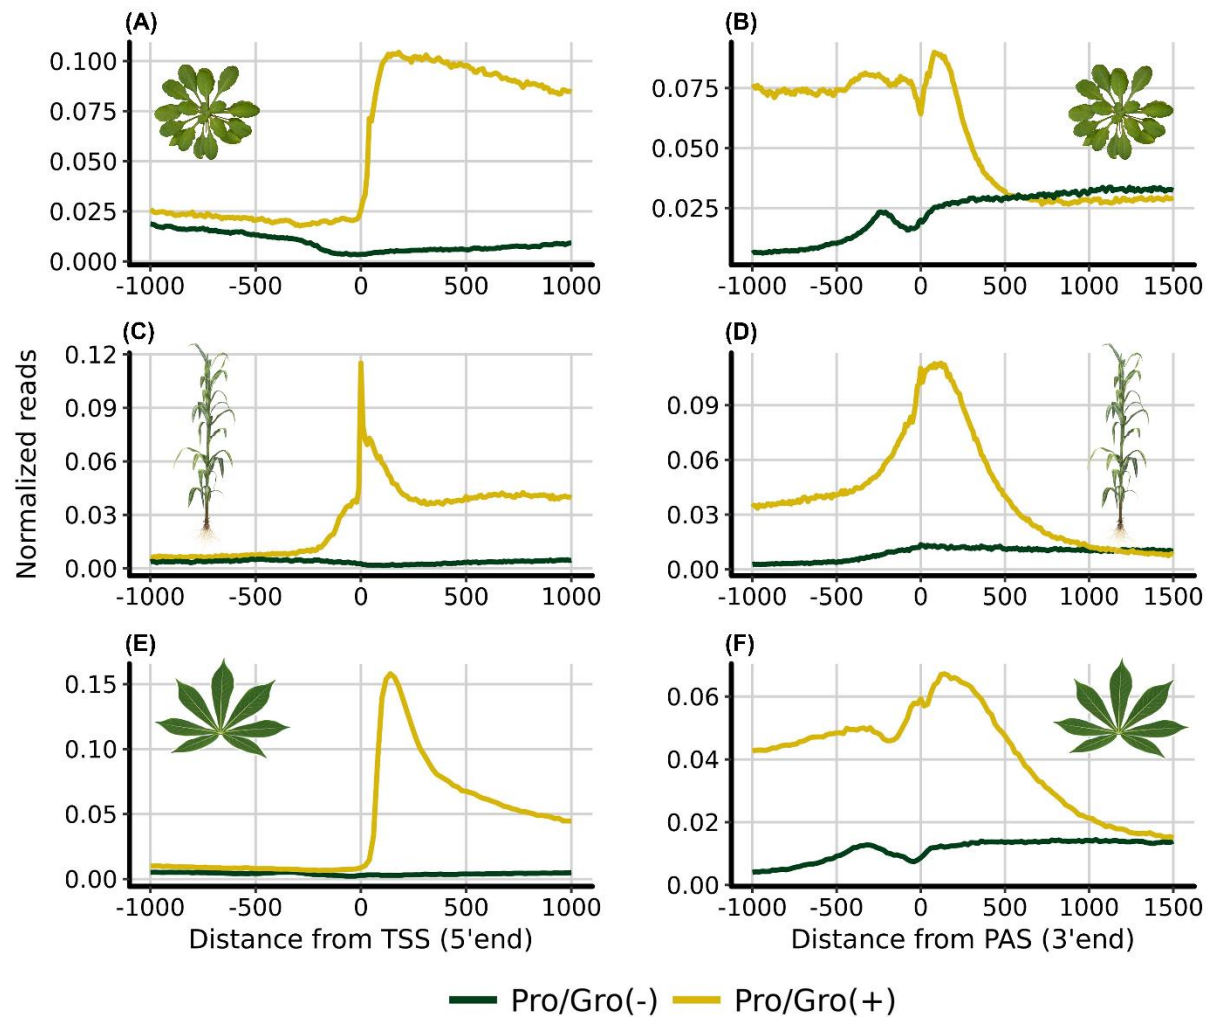 (A)
(B)
0.100
0.075
0.050
0.025
0.000
-1000 -500 0 500 1000
0.075
0.050
0.025
-1000 -500 0 500 1000 1500
(C)
(D)
Normalized reads
0.12
0.09
0.06
0.03
0.00
-1000 -500 0 500 1000
0.09
0.06
0.03
0.00
-1000 -500 0 500 1000 1500
(E)
(F)
0.15
0.10
0.05
0.00
-1000 -500 0 500 1000
Distance from TSS (5'end)
0.06
0.04
0.02
0.00
-1000 -500 0 500 1000 1500
Distance from PAS (3'end)
Pro/Gro(-) Pro/Gro(+)